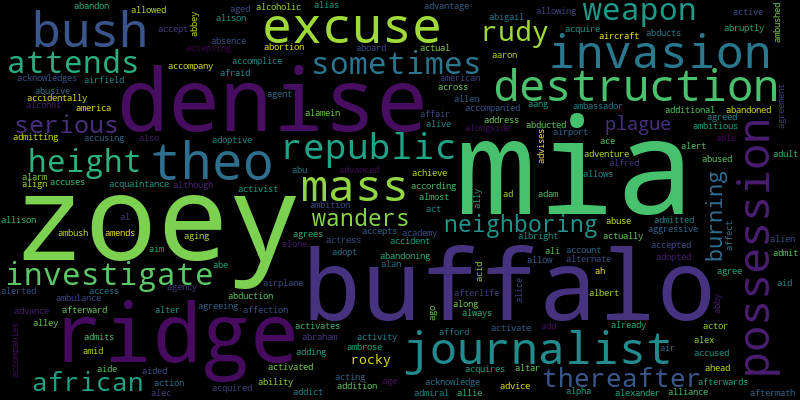 abandon allowed alcoholic alias advantage weapon active
bush abbey aged alison excuse rudy abigail allowing aircraft abruptly ambushed
absence abortion aboard actual accept acquire abducts
attends accepting accomplice sometimes aaron invasion
acknowledges airfield accompany afraid american across destruction
abusive accidentally denise agent allen accompanied aang ambassador additional abandoned agreement
alcohol america alamein affair address abducted agreed ambitious
serious accusing also alive alongside advises ace plague able
admitting adoptive republic airport adventure alert abused
height theo abu advanced achieve mia alfred adult
alarm accuses acquaintance although according allows possession
align activist mass almost ally ad adam burning
allison zoey al ambition act abuse admitted aggressive
ambush amends aging agrees actress academy wanders neighboring albright actually affect
aim alone accepts accident ali account accepted alien
investigate abe adopt abandoning buffalo acid allow alternate adopted agree admit
alerted access abduction alan afterlife alice ah abby aid
ambulance agency airplane ago along albert
advance afterward alter agreeing affection always
alley ridge activates activity afford activate add already actor
accompanies admits abraham ambrose journalist air alex accused
amid adding rocky
aide aided activated acquires altar ahead
african action ability acting age acknowledge advice thereafter afterwards
alec acquired addict addition admiral allie alpha alexander alliance aftermath